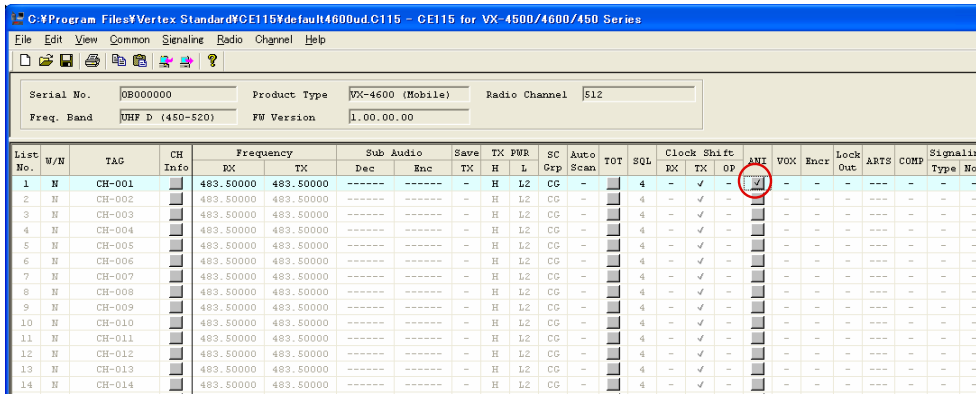 C:¥Program Files¥Vertex Standard¥CE115¥default4600ud.C115 - CE115 for VX-4500/4600/450 Series
File Edit View Common Signaling Radio Channel Help
Serial No. 0B000000 Product Type VX-4600 (Mobile) Radio Channel 512
Freq. Band UHF D (450-520) FW Version 1.00.00.00
List W/N TAG CH Frequency Sub Audio Save TX PWR SC Auto TOT SQL Clock Shift ANI VOX Encr Lock ARTS COMP Signalin
No. Info RX TX Dec Enc TX H L Grp Scan RX TX OP Out Type No
1 N CH-001 483.50000 483.50000 ------ ------ - H L2 CG - 4 - √ - √ - - - --- - - -
2 N CH-002 483.50000 483.50000 ------ ------ - H L2 CG - 4 - √ - - - - --- - - -
3 N CH-003 483.50000 483.50000 ------ ------ - H L2 CG - 4 - √ - - - - --- - - -
4 N CH-004 483.50000 483.50000 ------ ------ - H L2 CG - 4 - √ - - - - --- - - -
5 N CH-005 483.50000 483.50000 ------ ------ - H L2 CG - 4 - √ - - - - --- - - -
6 N CH-006 483.50000 483.50000 ------ ------ - H L2 CG - 4 - √ - - - - --- - - -
7 N CH-007 483.50000 483.50000 ------ ------ - H L2 CG - 4 - √ - - - - --- - - -
8 N CH-008 483.50000 483.50000 ------ ------ - H L2 CG - 4 - √ - - - - --- - - -
9 N CH-009 483.50000 483.50000 ------ ------ - H L2 CG - 4 - √ - - - - --- - - -
10 N CH-010 483.50000 483.50000 ------ ------ - H L2 CG - 4 - √ - - - - --- - - -
11 N CH-011 483.50000 483.50000 ------ ------ - H L2 CG - 4 - √ - - - - --- - - -
12 N CH-012 483.50000 483.50000 ------ ------ - H L2 CG - 4 - √ - - - - --- - - -
13 N CH-013 483.50000 483.50000 ------ ------ - H L2 CG - 4 - √ - - - - --- - - -
14 N CH-014 483.50000 483.50000 ------ ------ - H L2 CG - 4 - √ - - - - --- - - -